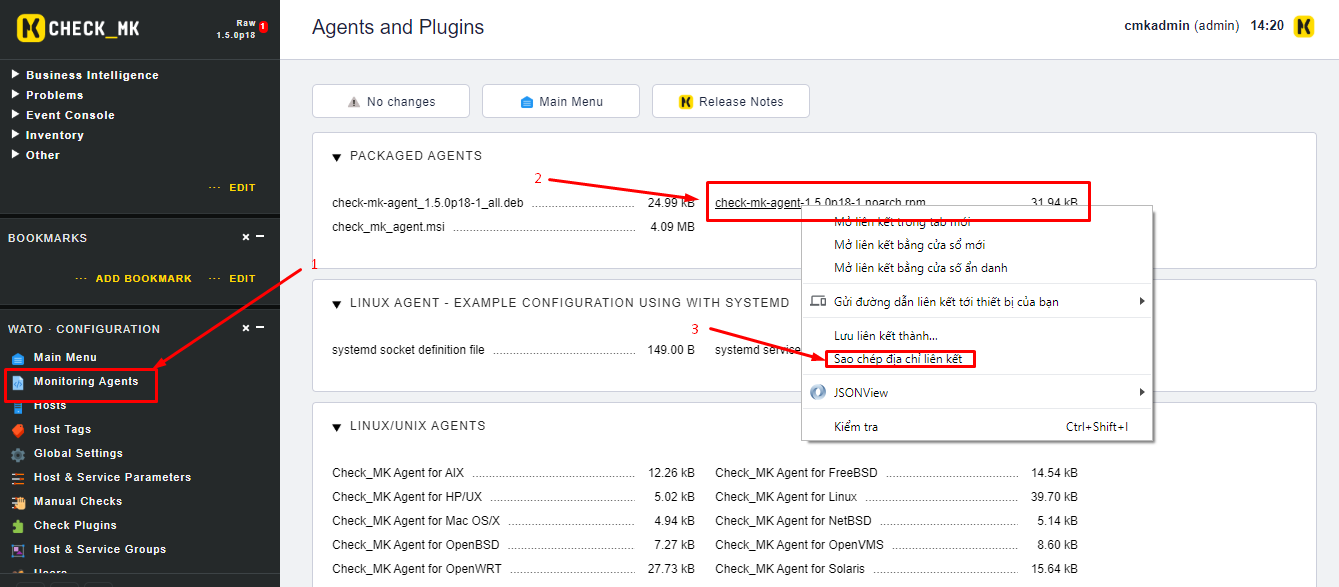 CHECK_MK
Raw 1
1.5.0p18
Agents and Plugins
cmkadmin (admin) 14:20
Business Intelligence
Problems
Event Console
Inventory
Other
EDIT
BOOKMARKS
ADD BOOKMARK EDIT
WATO · CONFIGURATION
Main Menu
Monitoring Agents
Hosts
Host Tags
Global Settings
Host & Service Parameters
Manual Checks
Check Plugins
Host & Service Groups
Users
No changes
Main Menu
Release Notes
PACKAGED AGENTS
1
2
3
check-mk-agent_1.5.0p18-1_all.deb 24.99 kB
check-mk-agent-1.5.0p18-1.noarch.rpm 31.94 kB
check_mk_agent.msi 4.09 MB
Mở liên kết trong tab mới
Mở liên kết bằng cửa sổ mới
Mở liên kết bằng cửa sổ ẩn danh
Gửi đường dẫn liên kết tới thiết bị của bạn
Lưu liên kết thành...
Sao chép địa chỉ liên kết
JSONView
Kiểm tra Ctrl+Shift+I
LINUX AGENT - EXAMPLE CONFIGURATION USING WITH SYSTEMD
systemd socket definition file 149.00 B
systemd service
LINUX/UNIX AGENTS
Check_MK Agent for AIX 12.26 kB
Check_MK Agent for FreeBSD 14.54 kB
Check_MK Agent for HP/UX 5.02 kB
Check_MK Agent for Linux 39.70 kB
Check_MK Agent for Mac OS/X 4.94 kB
Check_MK Agent for NetBSD 5.14 kB
Check_MK Agent for OpenBSD 7.27 kB
Check_MK Agent for OpenVMS 8.60 kB
Check_MK Agent for OpenWRT 27.73 kB
Check_MK Agent for Solaris 15.64 kB